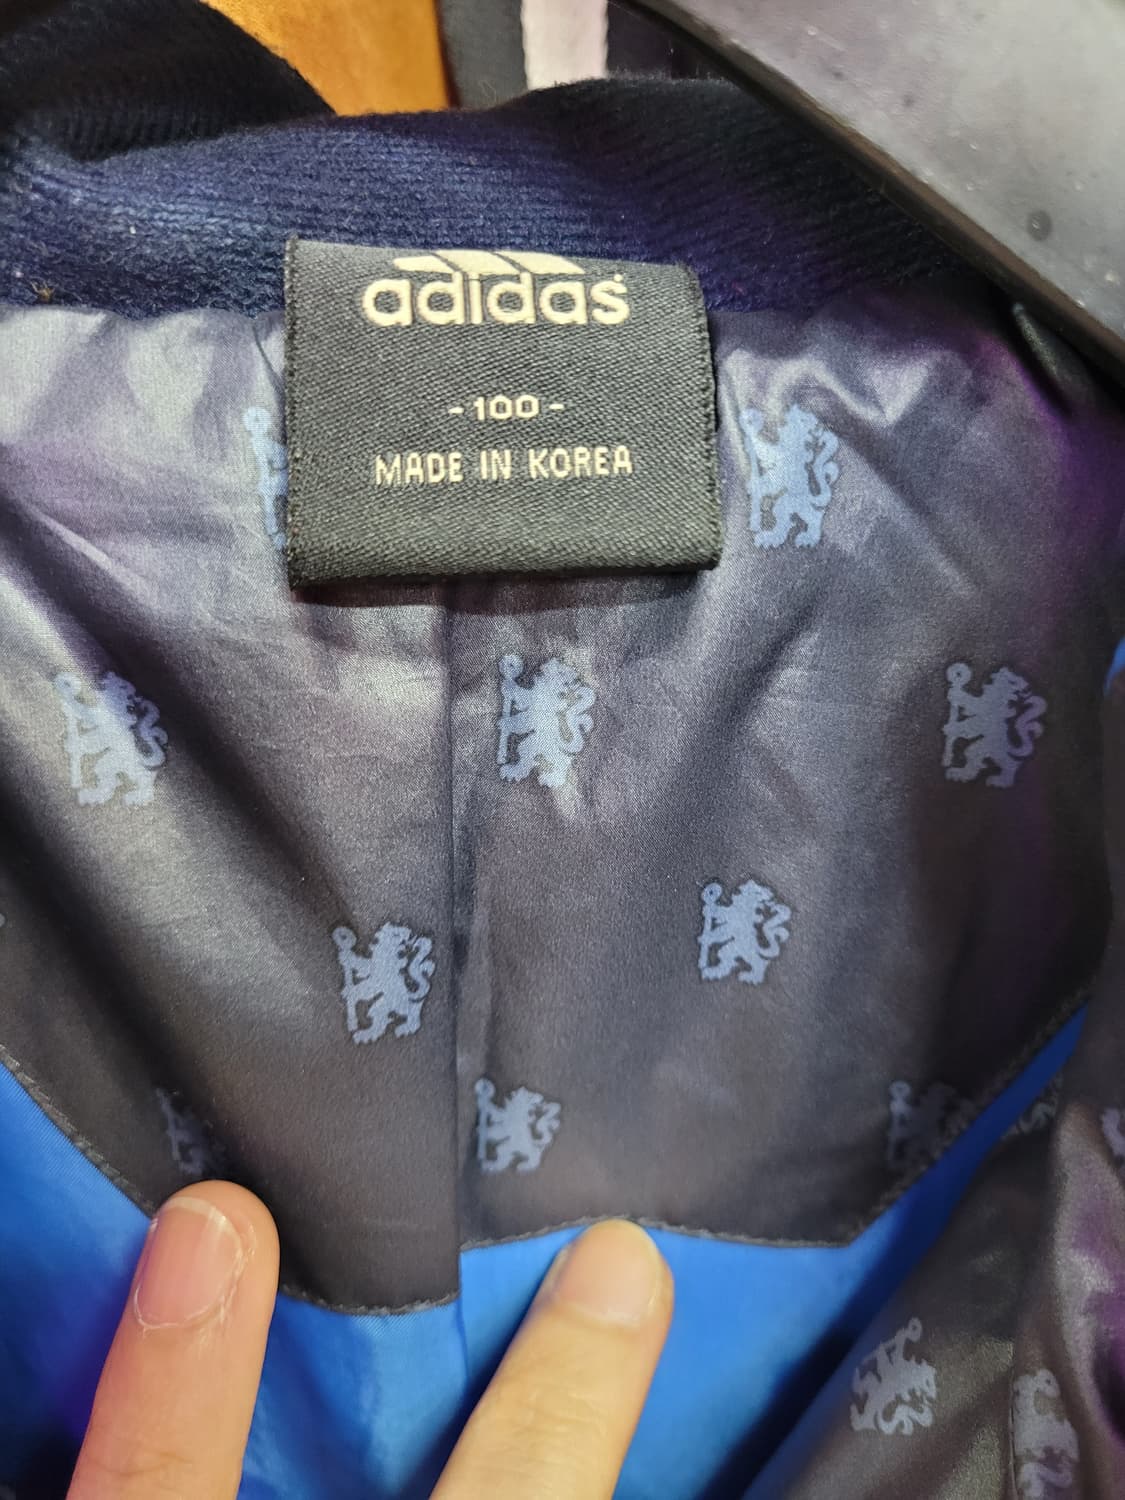 adidas
-100-
MADE IN KOREA